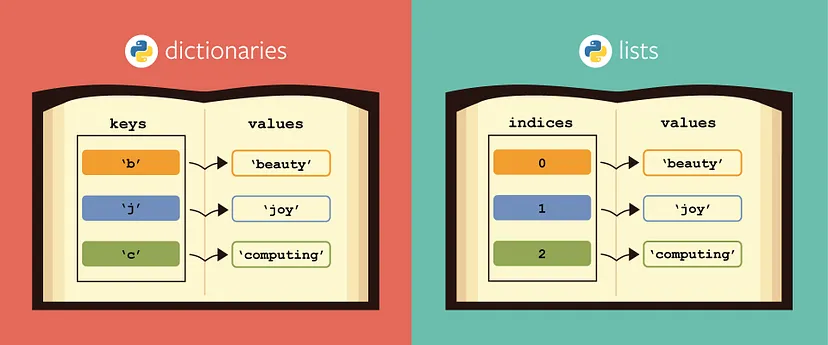 dictionaries
keys values
‘b’ ‘beauty’
‘j’ ‘joy’
‘c’ ‘computing’
lists
indices values
0 ‘beauty’
1 ‘joy’
2 ‘computing’